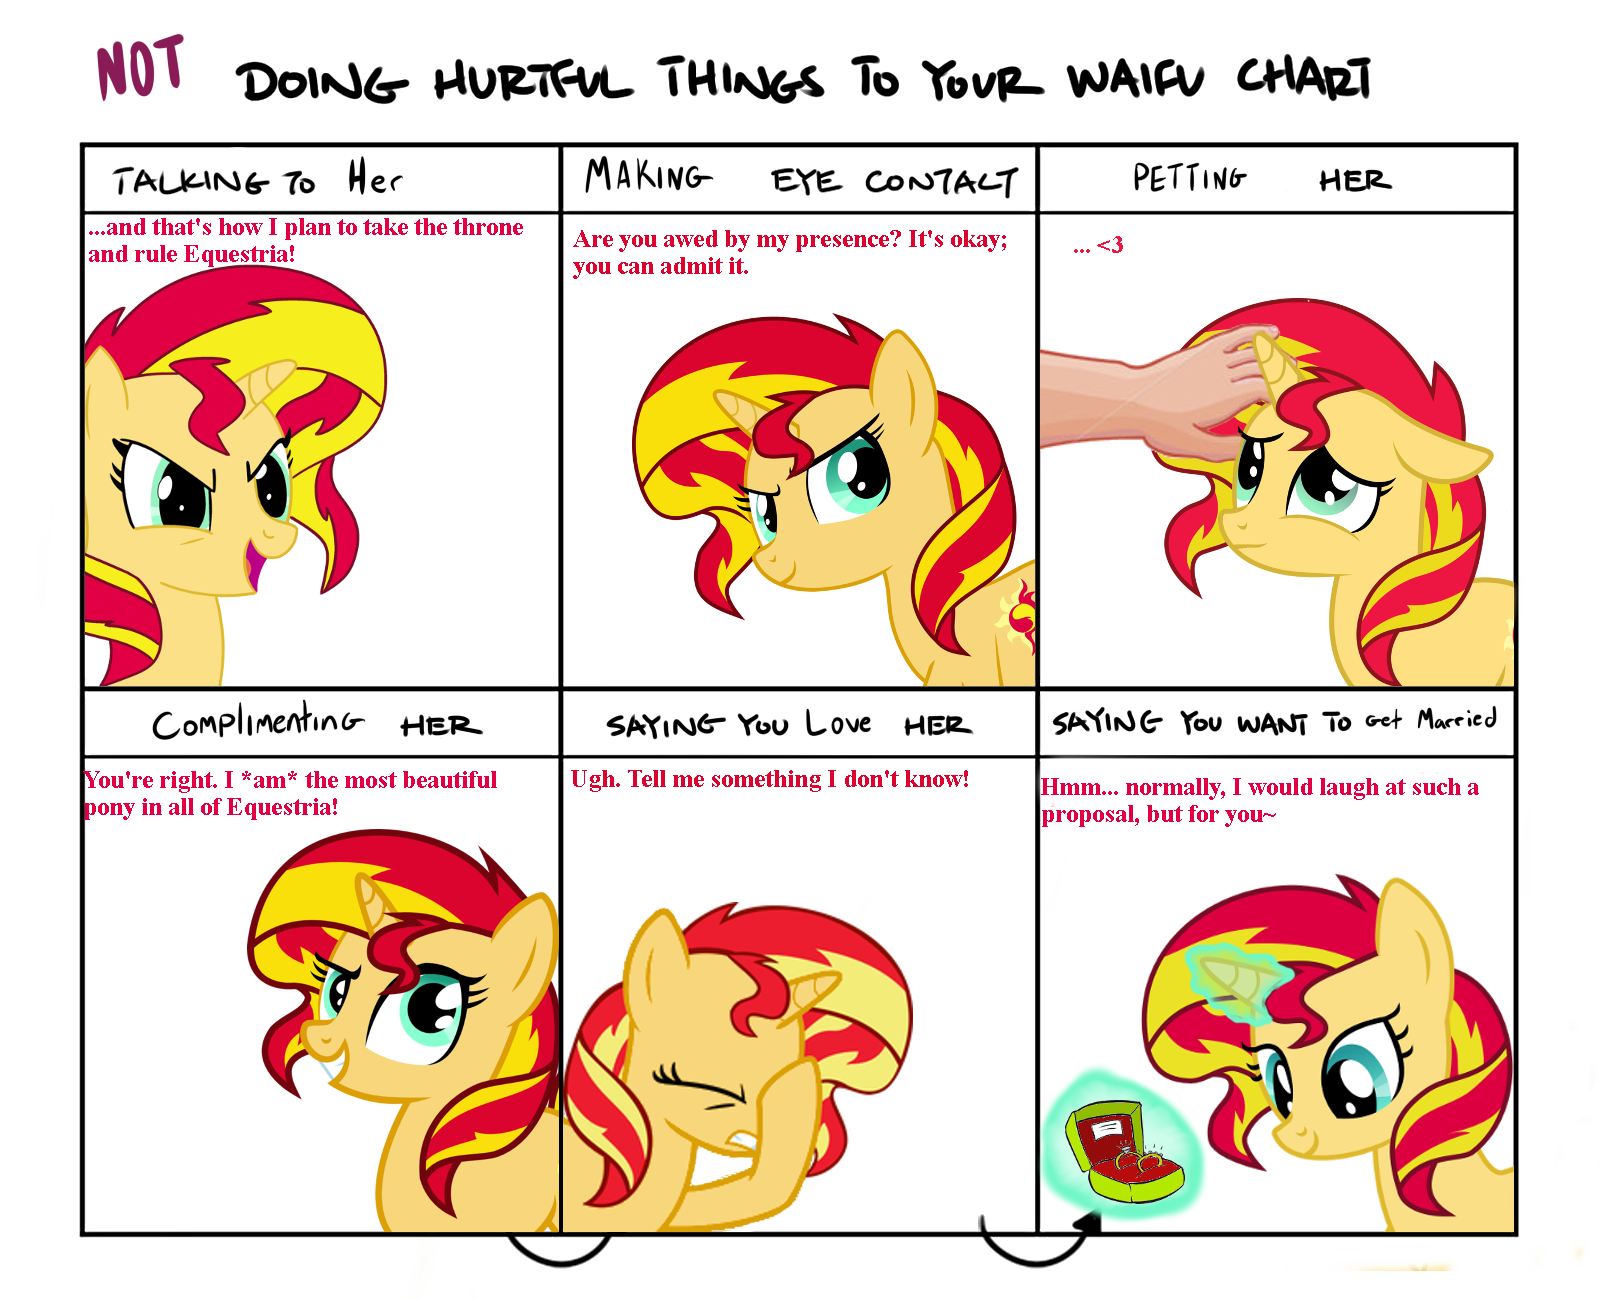 NOT DOING HURTFUL THINGS TO YOUR WAIFU CHART
TALKING TO Her
MAKING EYE CONTACT
PETTING HER
...and that's how I plan to take the throne
and rule Equestria!
Are you awed by my presence? It's okay;
you can admit it.
... <3
Complimenting HER
SAYING YOU Love HER
SAYING YOU WANT TO Get Married
You're right. I *am* the most beautiful
pony in all of Equestria!
Ugh. Tell me something I don't know!
Hmm... normally, I would laugh at such a
proposal, but for you~